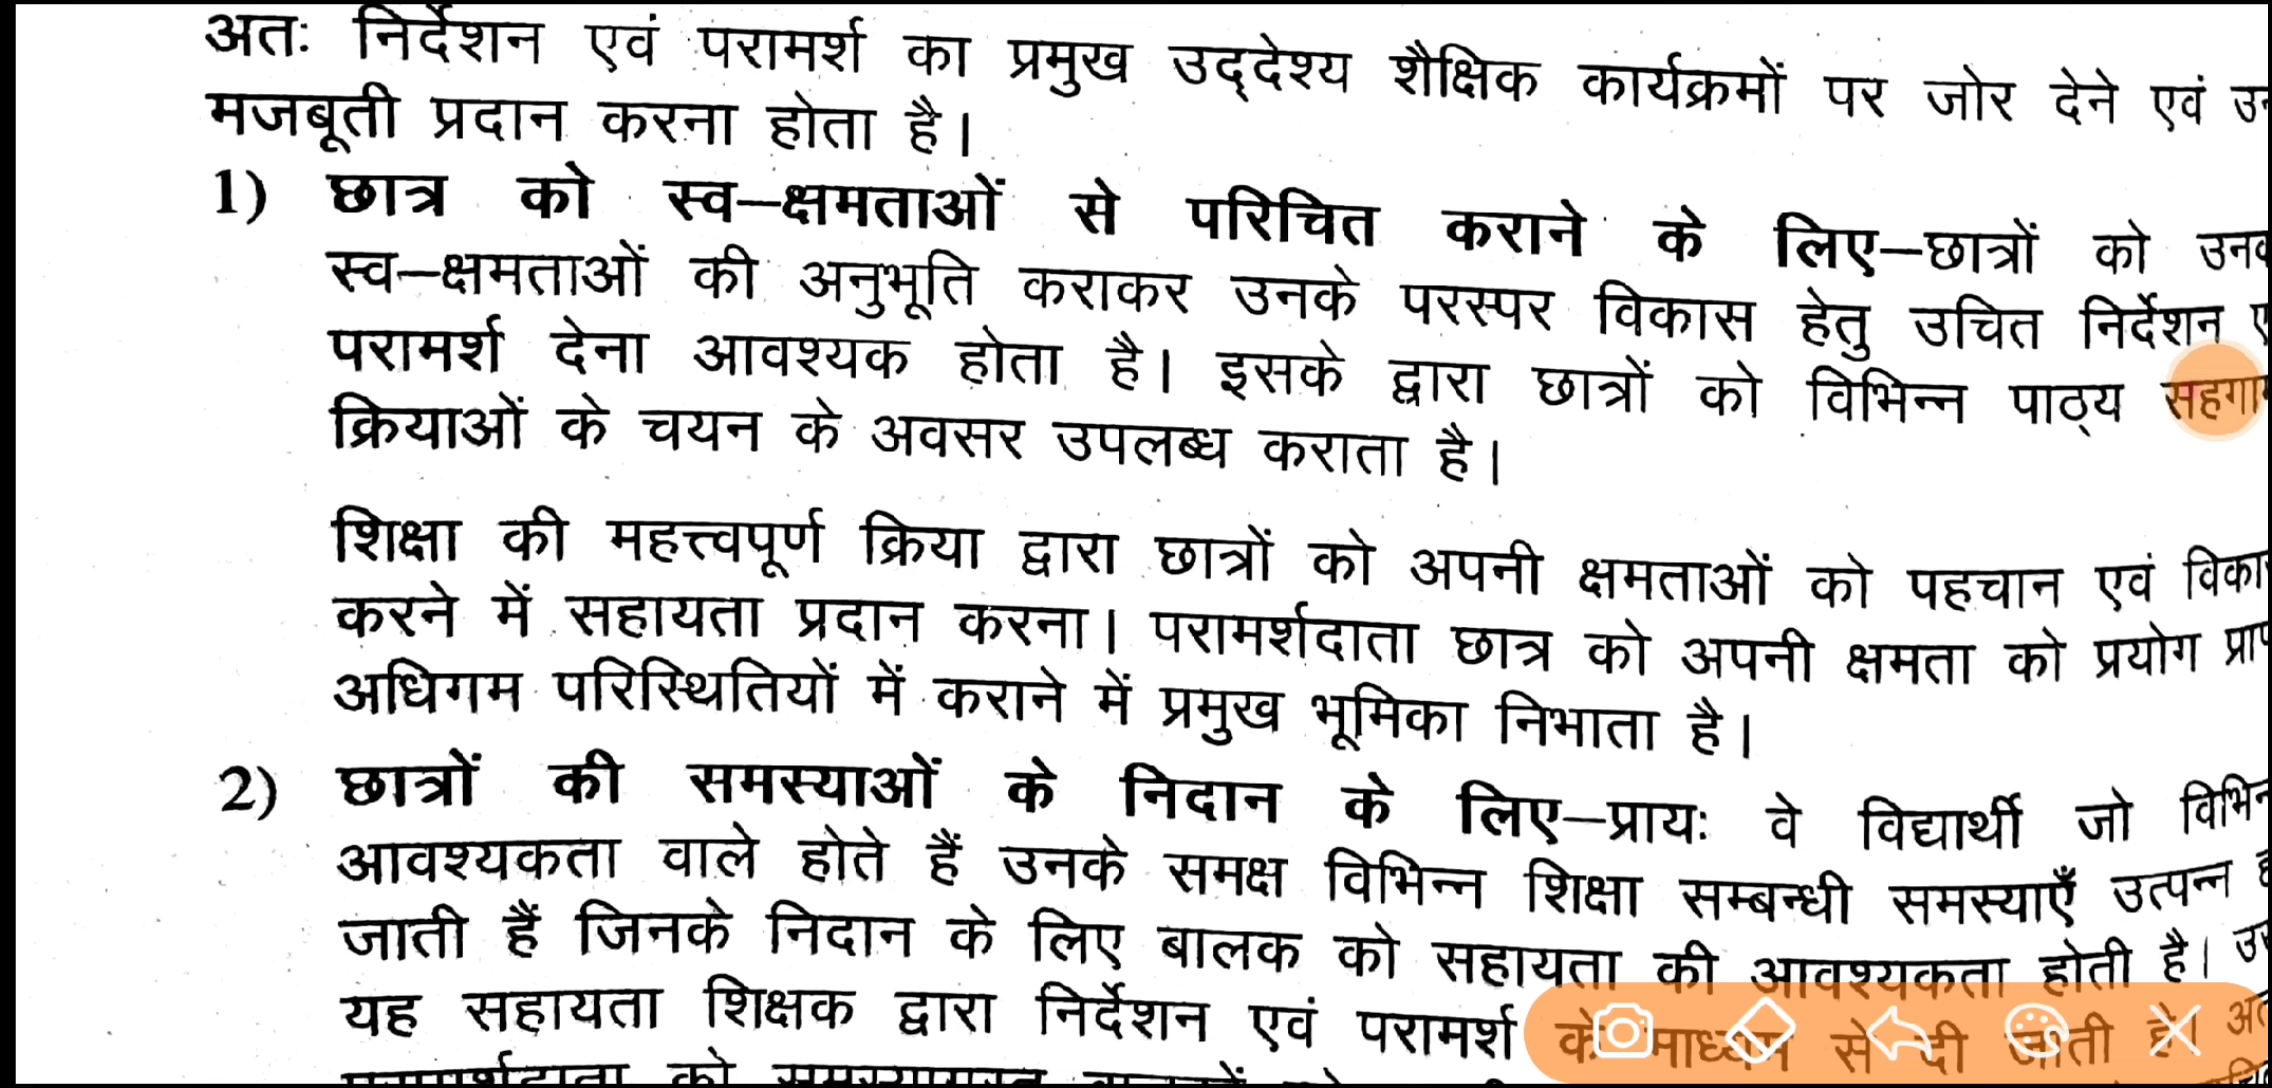 अतः निर्देशन एवं परामर्श का प्रमुख उद्देश्य शैक्षिक कार्यक्रमों पर जोर देने एवं
मजबूती प्रदान करना होता है।
1) छात्र को स्व–क्षमताओं से परिचित कराने के लिए–छात्रों को
स्व–क्षमताओं की अनुभूति कराकर उनके परस्पर विकास हेतु उचित निर्देशन
परामर्श देना आवश्यक होता है। इसके द्वारा छात्रों को विभिन्न पाठ्य
क्रियाओं के चयन के अवसर उपलब्ध कराता है।
शिक्षा की महत्त्वपूर्ण क्रिया द्वारा छात्रों को अपनी क्षमताओं को पहचान एवं
करने में सहायता प्रदान करना। परामर्शदाता छात्र को अपनी क्षमता को प्रयोग
अधिगम परिस्थितियों में कराने में प्रमुख भूमिका निभाता है।
2) छात्रों की समस्याओं के निदान के लिए–प्रायः वे विद्यार्थी जो
आवश्यकता वाले होते हैं उनके समक्ष विभिन्न शिक्षा सम्बन्धी समस्याएँ उत्पन्न
जाती हैं जिनके निदान के लिए बालक को सहायता की आवश्यकता होती है।
यह सहायता शिक्षक द्वारा निर्देशन एवं परामर्श के माध्यम से दी जाती है।